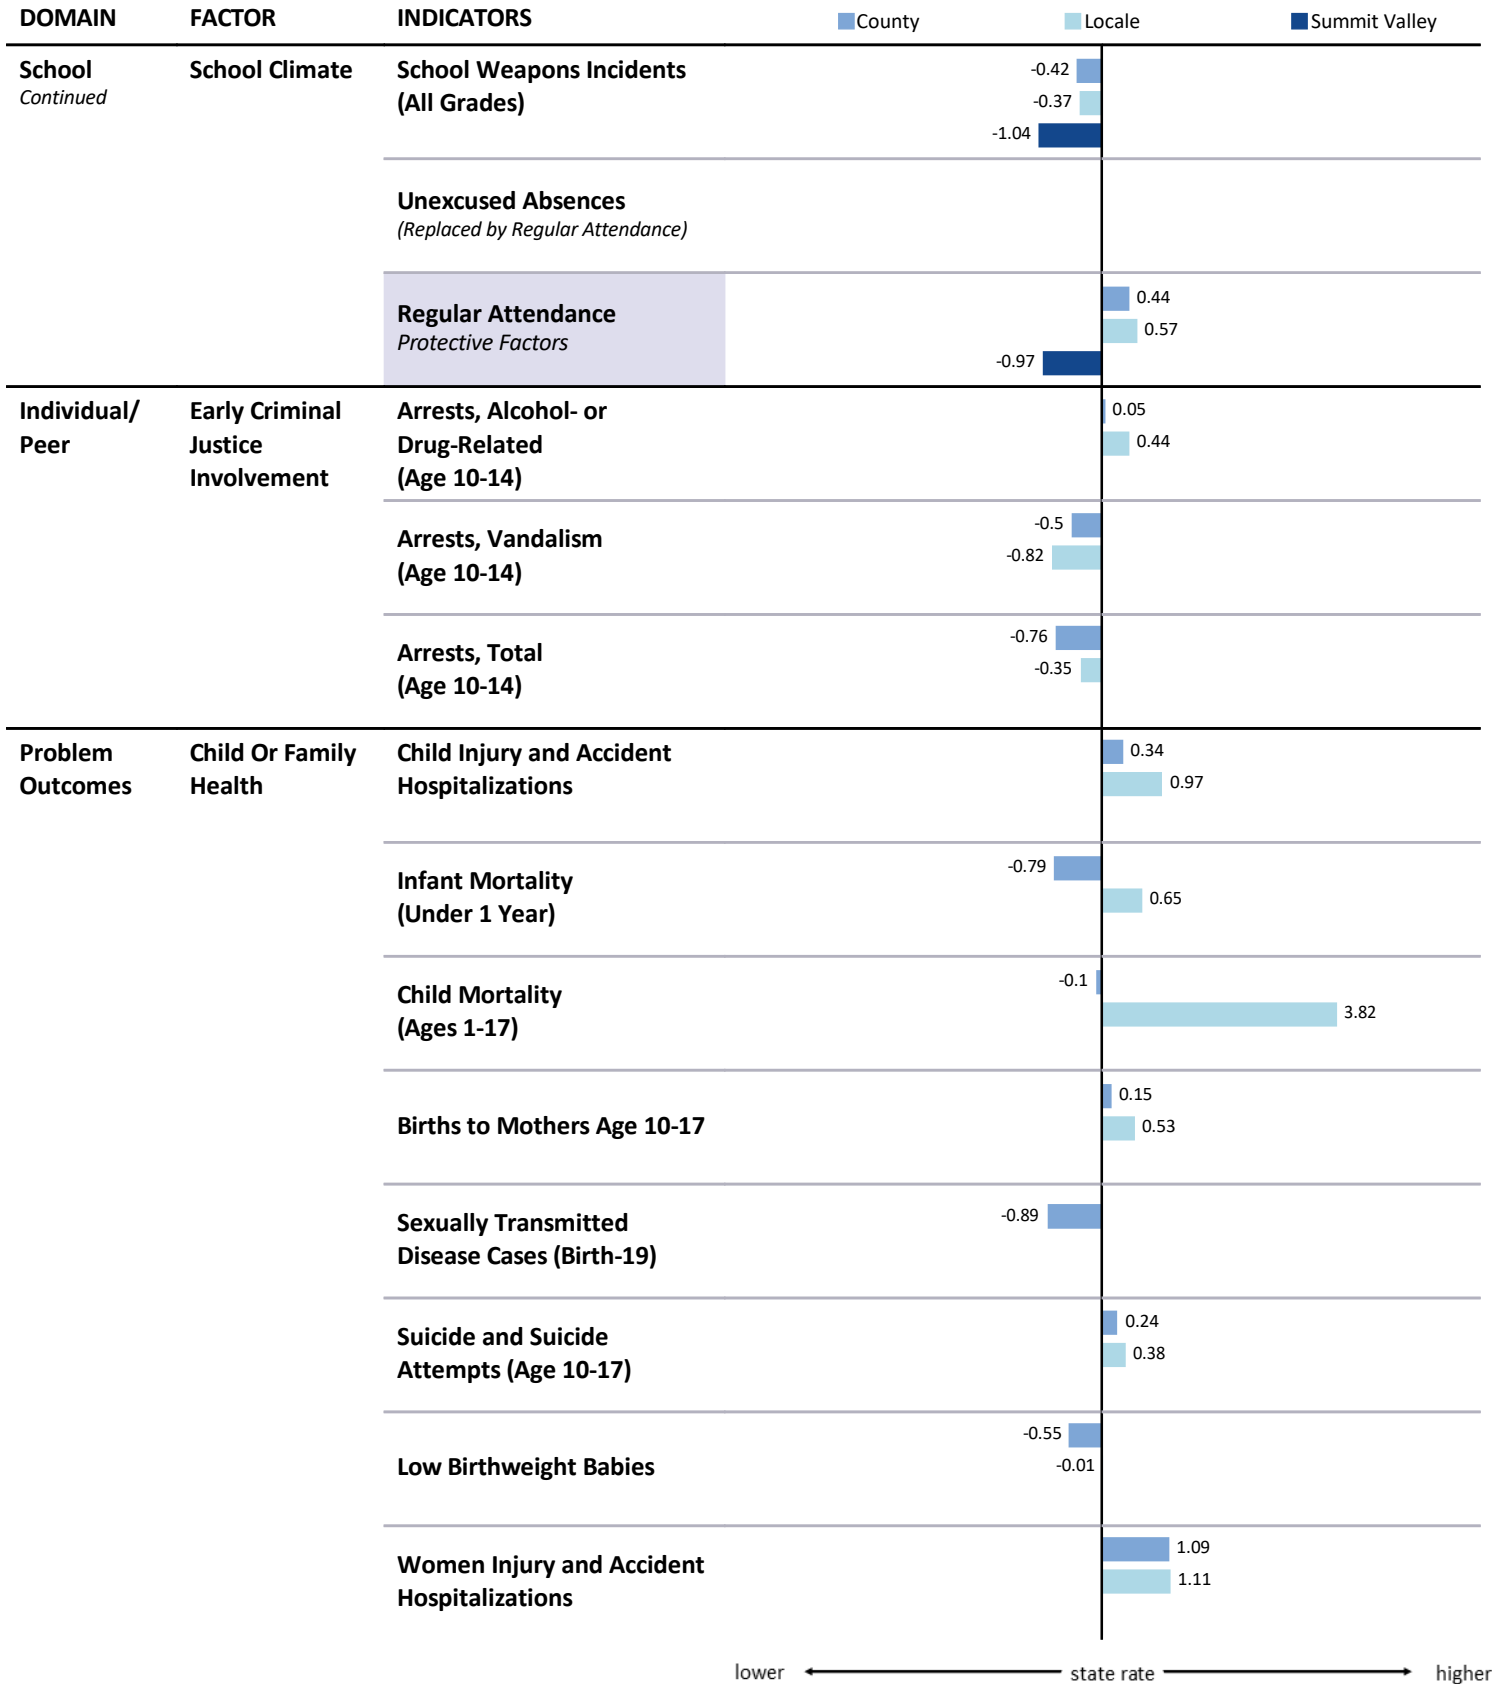 DOMAIN FACTOR INDICATORS County Locale Summit Valley
School School Climate School Weapons Incidents
Continued (All Grades)
-0.42
-0.37
-1.04
Unexcused Absences
(Replaced by Regular Attendance)
Regular Attendance
Protective Factors
0.44
0.57
-0.97
Individual/ Early Criminal Arrests, Alcohol- or
Peer Justice Drug-Related
Involvement (Age 10-14)
0.05
0.44
Arrests, Vandalism
(Age 10-14)
-0.5
-0.82
Arrests, Total
(Age 10-14)
-0.76
-0.35
Problem Child Or Family Child Injury and Accident
Outcomes Health Hospitalizations
0.34
0.97
Infant Mortality
(Under 1 Year)
-0.79
0.65
Child Mortality
(Ages 1-17)
-0.1
3.82
Births to Mothers Age 10-17
0.15
0.53
Sexually Transmitted
Disease Cases (Birth-19)
-0.89
Suicide and Suicide
Attempts (Age 10-17)
0.24
0.38
Low Birthweight Babies
-0.55
-0.01
Women Injury and Accident
Hospitalizations
1.09
1.11
lower state rate higher